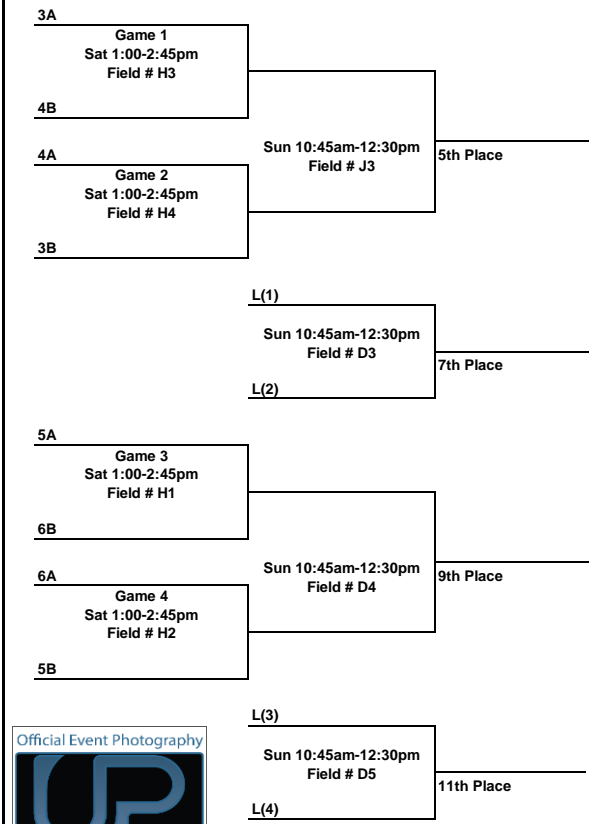 3A
Game 1
Sat 1:00-2:45pm
Field # H3
4B
Sun 10:45am-12:30pm
Field # J3
5th Place
4A
Game 2
Sat 1:00-2:45pm
Field # H4
3B
L(1)
Sun 10:45am-12:30pm
Field # D3
7th Place
L(2)
5A
Game 3
Sat 1:00-2:45pm
Field # H1
6B
Sun 10:45am-12:30pm
Field # D4
9th Place
6A
Game 4
Sat 1:00-2:45pm
Field # H2
5B
L(3)
Sun 10:45am-12:30pm
Field # D5
11th Place
L(4)
Official Event Photography
UP